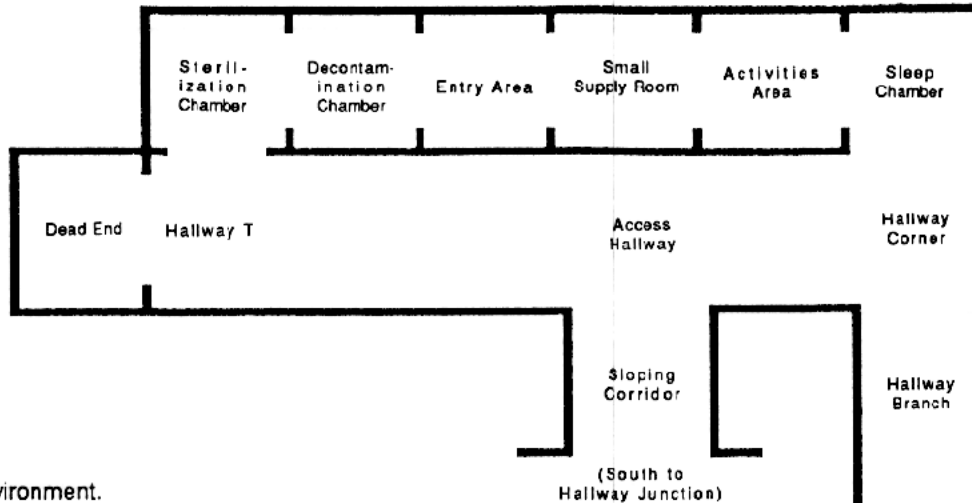 Steril-
ization
Chamber
Decontam-
ination
Chamber
Entry Area
Small
Supply Room
Activities
Area
Sleep
Chamber
Dead End
Hallway T
Access
Hallway
Hallway
Corner
Sloping
Corridor
Hallway
Branch
(South to
Hallway Junction)
vironment.